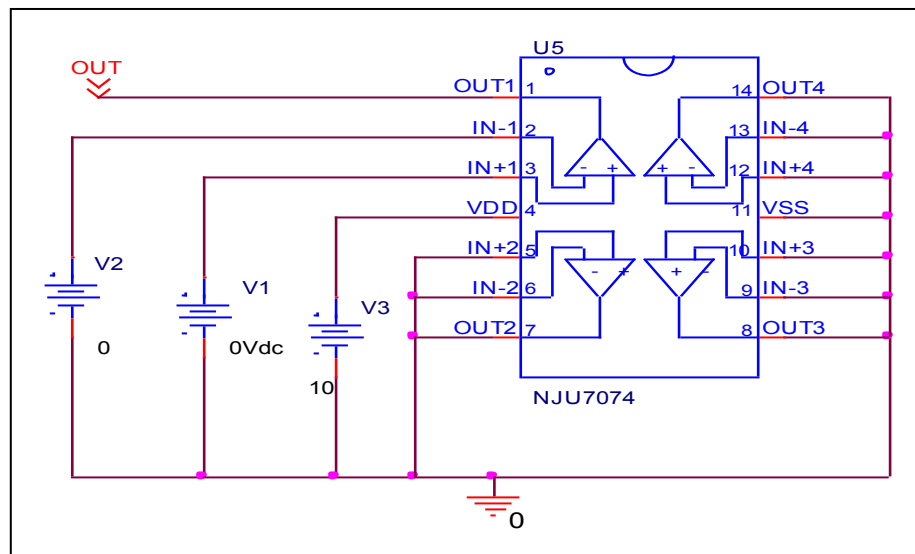 U5
OUT
OUT1 1 14 OUT4
IN-1 2 13 IN-4
IN+1 3 12 IN+4
- + + -
VDD 4 11 VSS
IN+2 5 10 IN+3
- + + -
V2
IN-2 6 9 IN-3
V1
V3
OUT2 7 8 OUT3
0
0Vdc
10
NJU7074
0